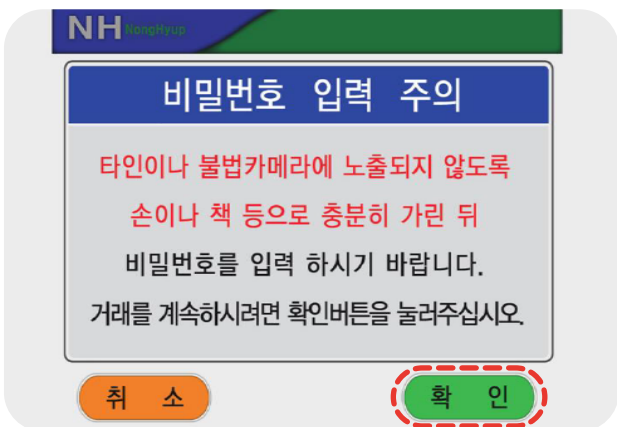 NH NongHyup
비밀번호 입력 주의
타인이나 불법카메라에 노출되지 않도록
손이나 책 등으로 충분히 가린 뒤
비밀번호를 입력 하시기 바랍니다.
거래를 계속하시려면 확인버튼을 눌러주십시오.
취 소
확 인